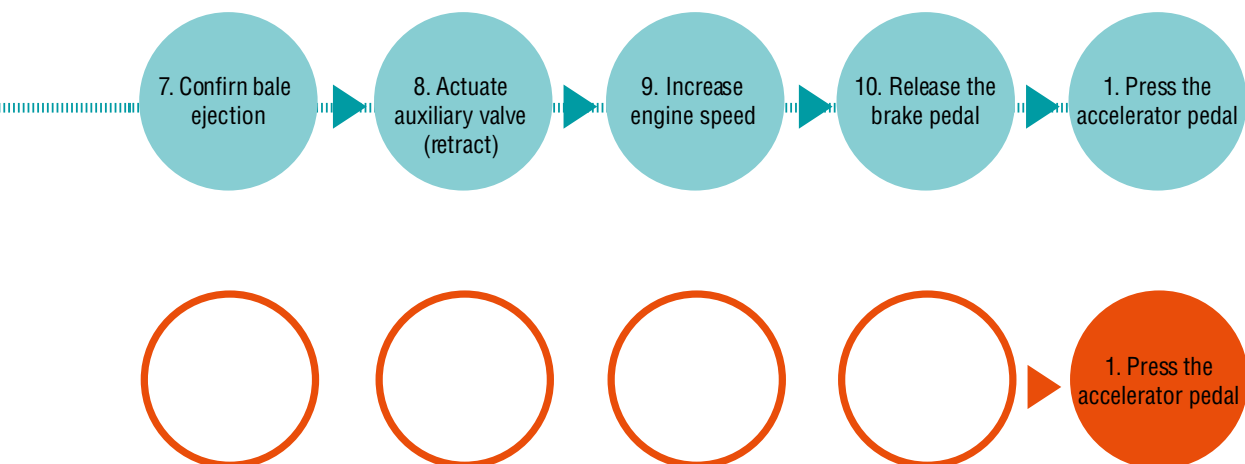 7. Confirn bale
ejection
8. Actuate
auxiliary valve
(retract)
9. Increase
engine speed
10. Release the
brake pedal
1. Press the
accelerator pedal
1. Press the
accelerator pedal